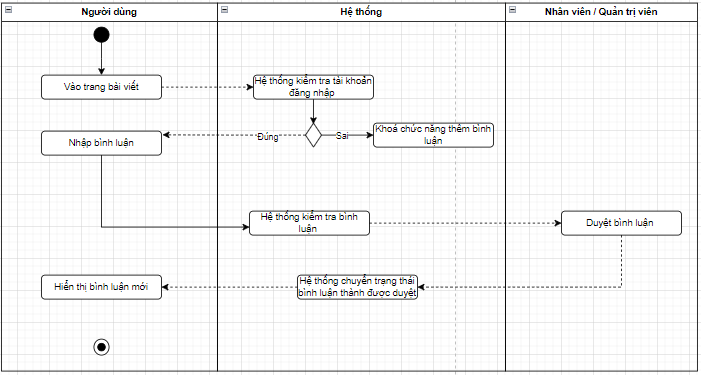 Người dùng
Hệ thống
Nhân viên / Quản trị viên
Vào trang bài viết
Hệ thống kiểm tra tài khoản
đăng nhập
Nhập bình luận
Đúng
Sai
Khoá chức năng thêm bình
luận
Hệ thống kiểm tra bình
luận
Duyệt bình luận
Hiển thị bình luận mới
Hệ thống chuyển trạng thái
bình luận thành được duyệt